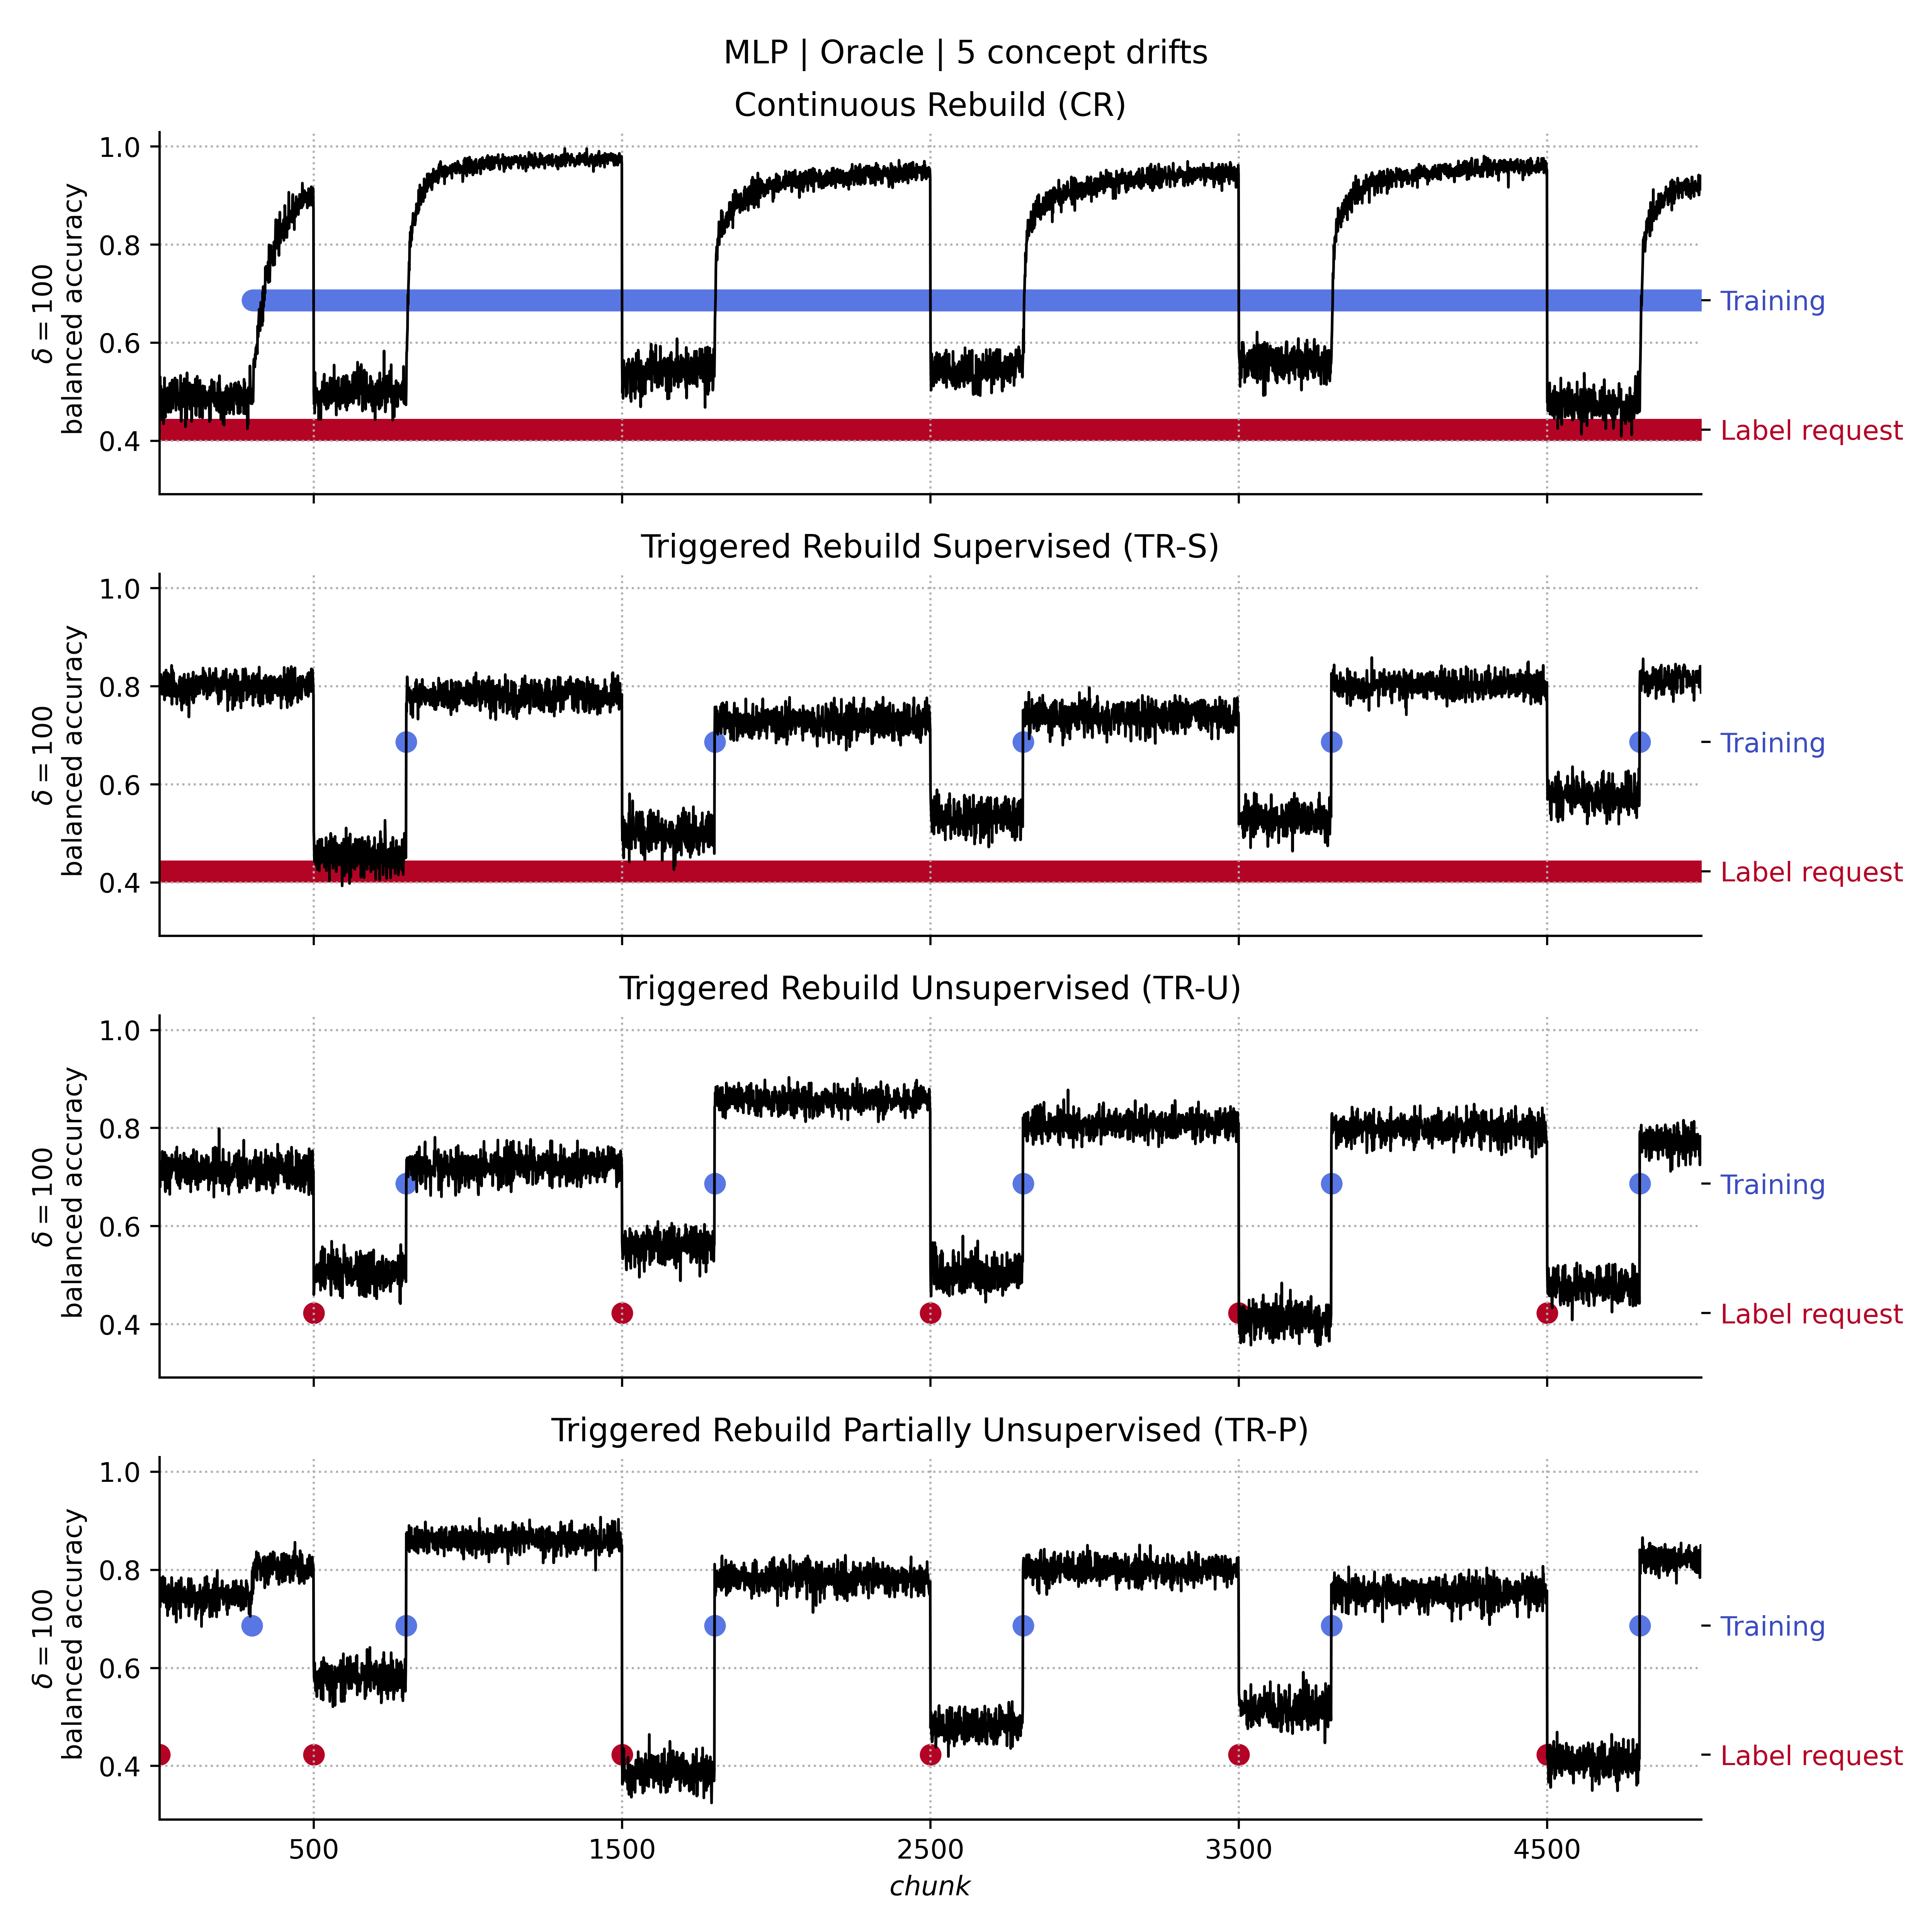 MLP | Oracle | 5 concept drifts
Continuous Rebuild (CR)
δ = 100
balanced accuracy
1.0
0.8
0.6
0.4
Training
Label request
Triggered Rebuild Supervised (TR-S)
δ = 100
balanced accuracy
1.0
0.8
0.6
0.4
Training
Label request
Triggered Rebuild Unsupervised (TR-U)
δ = 100
balanced accuracy
1.0
0.8
0.6
0.4
Training
Label request
Triggered Rebuild Partially Unsupervised (TR-P)
δ = 100
balanced accuracy
1.0
0.8
0.6
0.4
Training
Label request
500 1500 2500 3500 4500
chunk